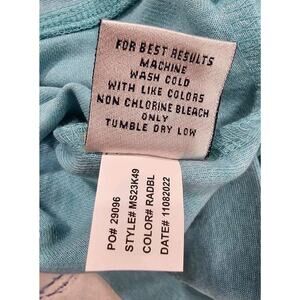 FOR BEST RESULTS
MACHINE
WASH COLD
WITH LIKE COLORS
NON CHLORINE BLEACH
ONLY
TUMBLE DRY LOW
PO# 29096
STYLE# MS23K49
COLOR# RADBL
DATE# 11082022